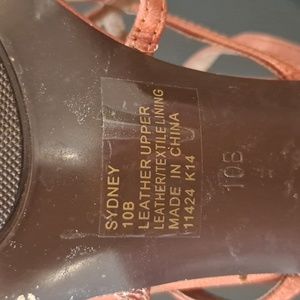 SYDNEY
10B
LEATHER UPPER
LEATHER/TEXTILE LINING
MADE IN CHINA
11424 K14
10B